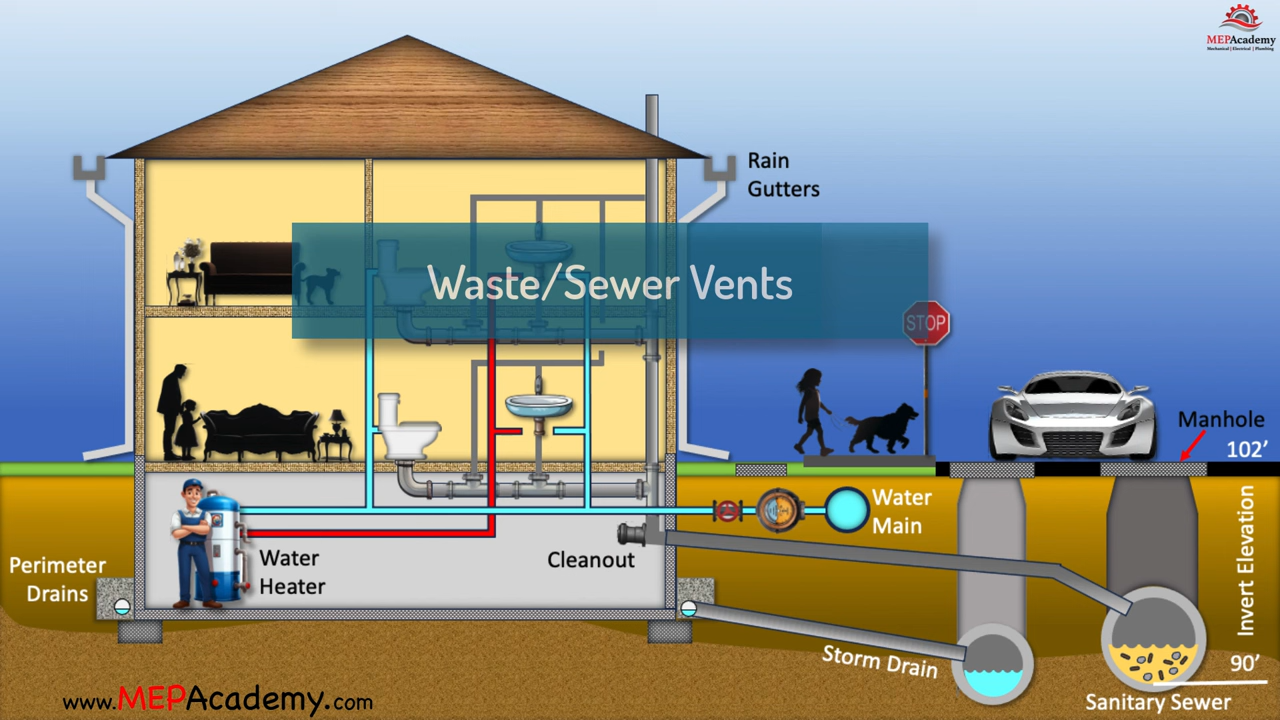 MEPAcademy
Mechanical | Electrical | Plumbing
Rain
Gutters
Waste/Sewer Vents
STOP
Manhole
102’
Water
Main
Invert Elevation
Cleanout
Water
Heater
Perimeter
Drains
Storm Drain
90’
Sanitary Sewer
www.MEPAcademy.com